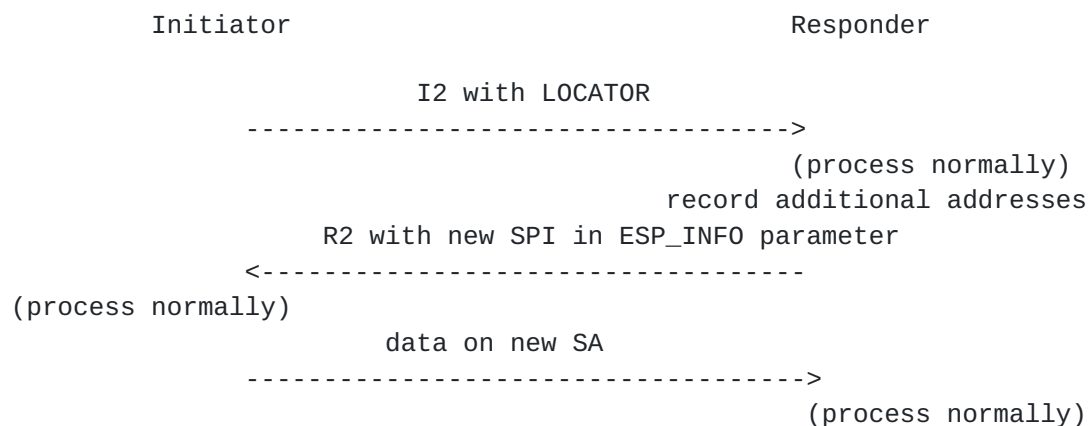 Initiator                                Responder
I2 with LOCATOR
----------------------------------->
(process normally)
record additional addresses
R2 with new SPI in ESP_INFO parameter
<-----------------------------------
(process normally)
data on new SA
------------------------------------>
(process normally)